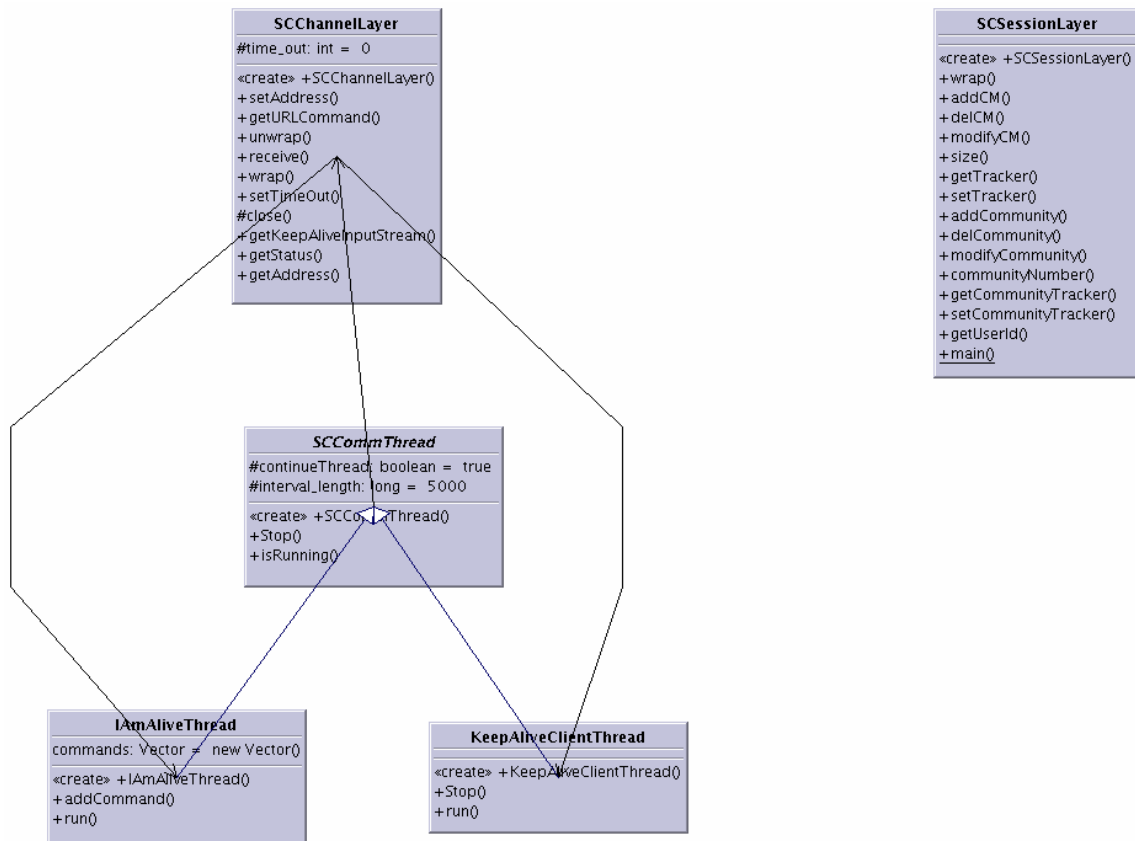 SCChannelLayer
#time_out: int = 0
«create» +SCChannelLayer()
+setAddress()
+getURLCommand()
+unwrap()
+receive()
+wrap()
+setTimeOut()
#close()
+getKeepAliveInputStream()
+getStatus()
+getAddress()
SCSessionLayer
«create» +SCSessionLayer()
+wrap()
+addCM()
+delCM()
+modifyCM()
+size()
+getTracker()
+setTracker()
+addCommunity()
+delCommunity()
+modifyCommunity()
+communityNumber()
+getCommunityTracker()
+setCommunityTracker()
+getUserId()
+main()
SCCommThread
#continueThread: boolean = true
#interval_length: long = 5000
«create» +SCCommThread()
+Stop()
+isRunning()
IAmAliveThread
commands: Vector = new Vector()
«create» +IAmAliveThread()
+addCommand()
+run()
KeepAliveClientThread
«create» +KeepAliveClientThread()
+Stop()
+run()